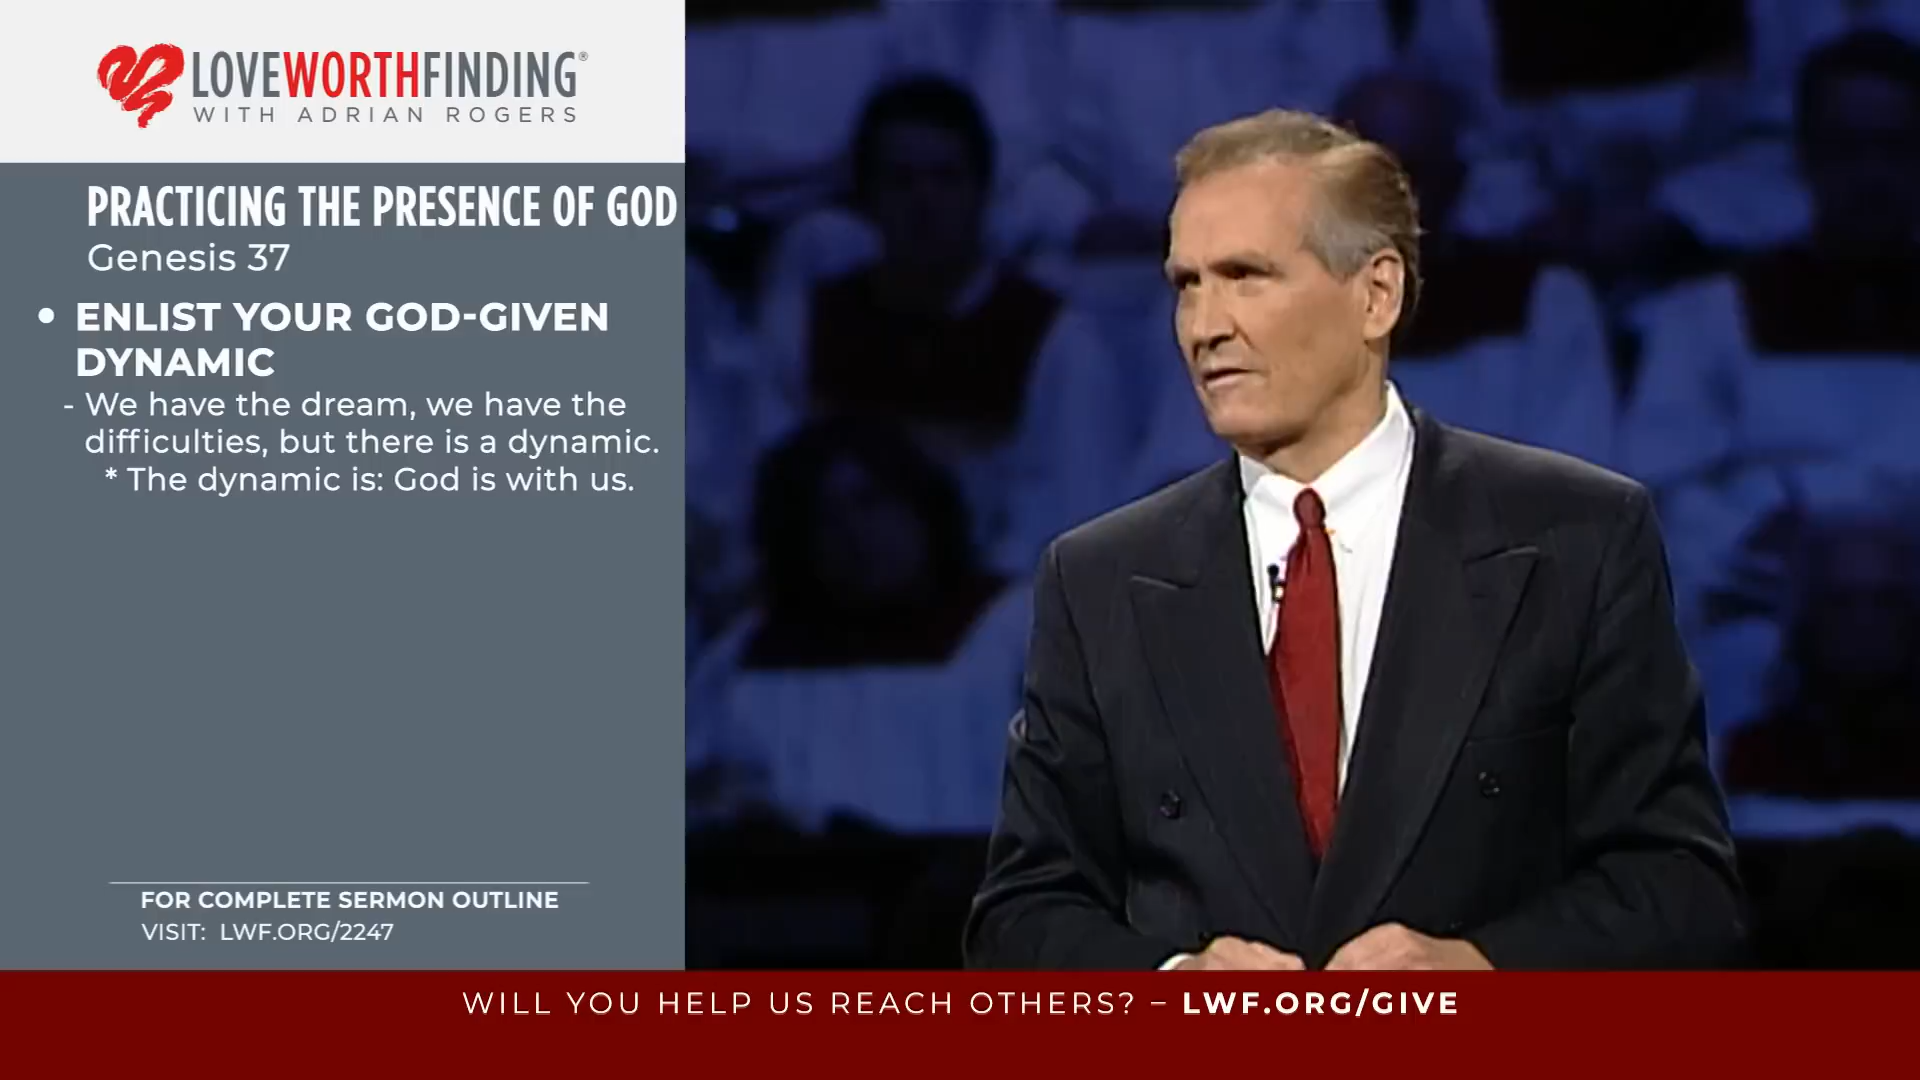 LOVEWORTHFINDING®
WITH ADRIAN ROGERS
PRACTICING THE PRESENCE OF GOD
Genesis 37
• ENLIST YOUR GOD-GIVEN
DYNAMIC
- We have the dream, we have the
difficulties, but there is a dynamic.
* The dynamic is: God is with us.
FOR COMPLETE SERMON OUTLINE
VISIT: LWF.ORG/2247
WILL YOU HELP US REACH OTHERS? – LWF.ORG/GIVE